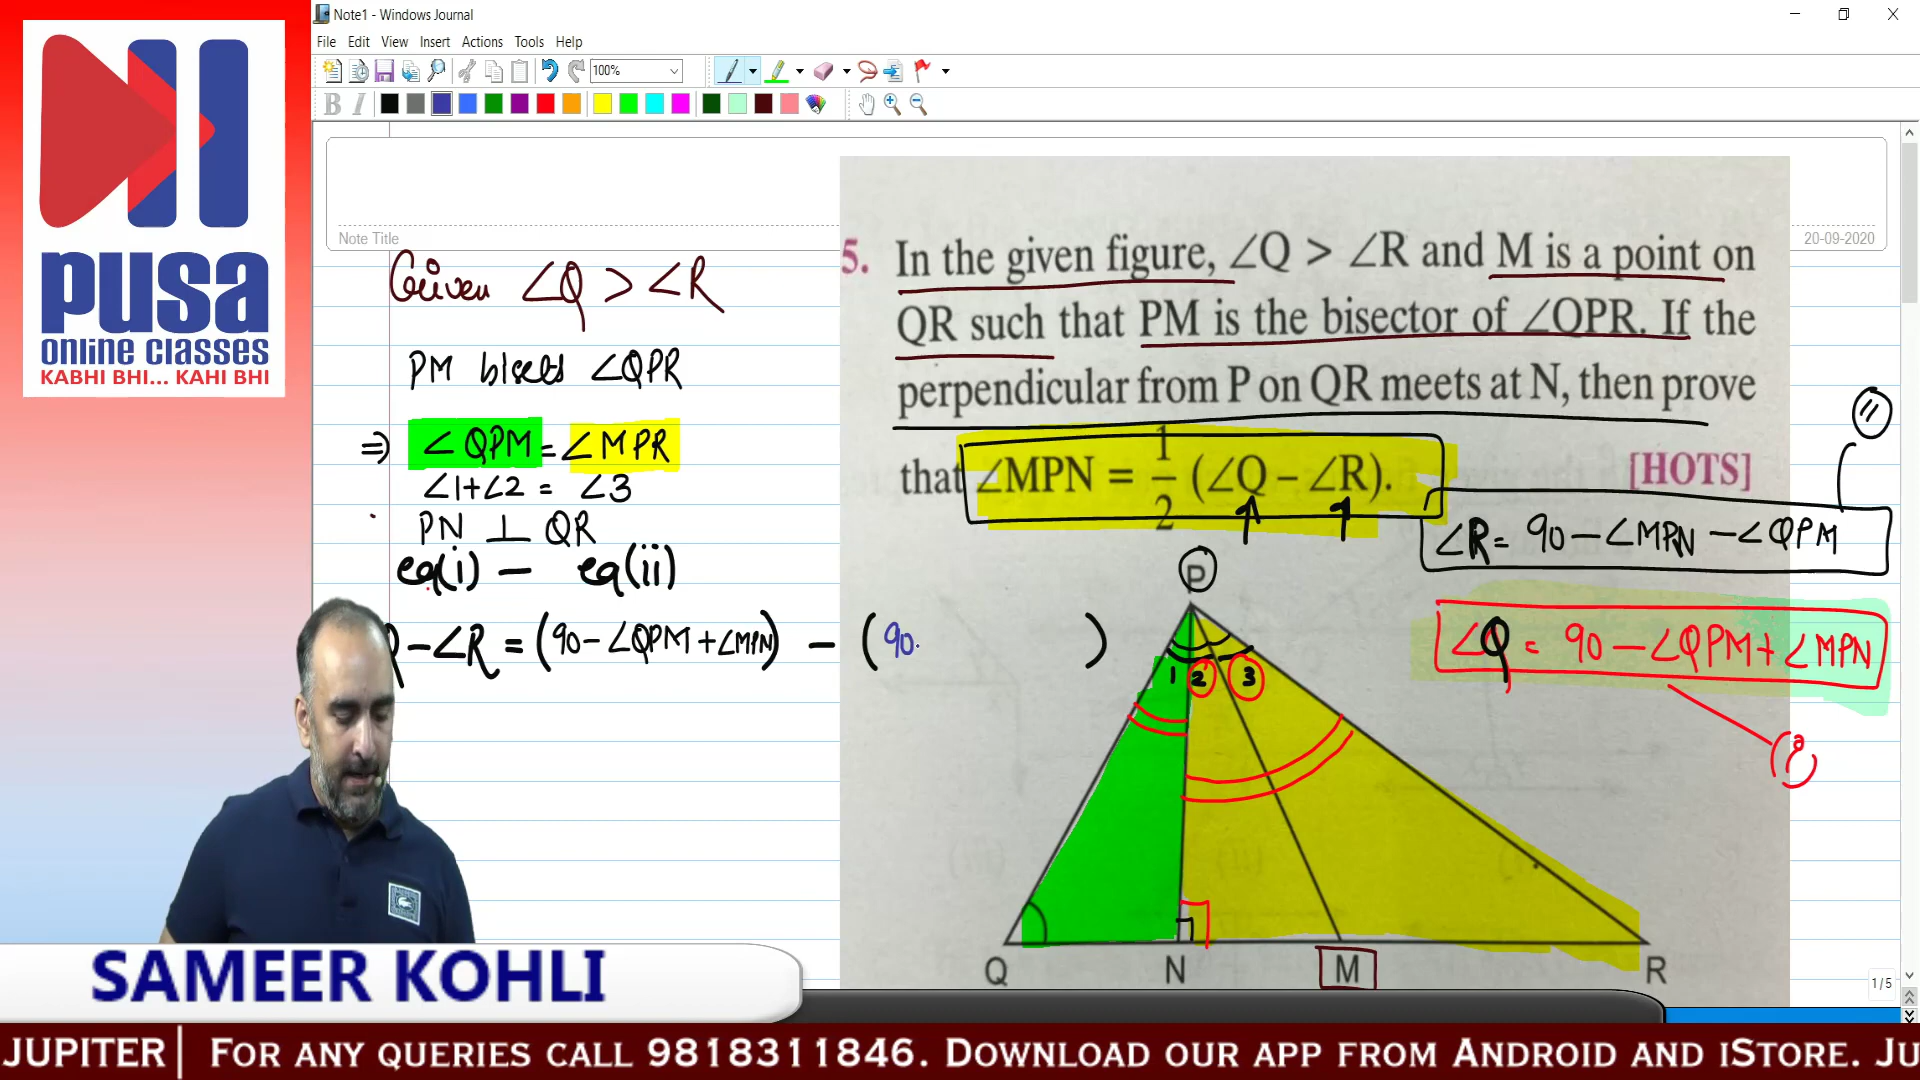 Note1 - Windows Journal
File Edit View Insert Actions Tools Help
100%
B I
PUSA
ONLINE CLASSES
KABHI BHI... KAHI BHI
Note Title
20-09-2020
Given ∠Q > ∠R
PM bisects ∠QPR
⇒ ∠QPM = ∠MPR
∠1+∠2 = ∠3
PN ⊥ QR
eq(i) − eq(ii)
−∠R = (90−∠QPM+∠MPN) − (90 )
5. In the given figure, ∠Q > ∠R and M is a point on
QR such that PM is the bisector of ∠QPR. If the
perpendicular from P on QR meets at N, then prove
that ∠MPN = 1/2 (∠Q − ∠R). [HOTS]
∠R = 90 − ∠MPN − ∠QPM
∠Q = 90 − ∠QPM + ∠MPN
(i)
P
1 2 3
Q N M R
1 / 5
SAMEER KOHLI
JUPITER | FOR ANY QUERIES CALL 9818311846. DOWNLOAD OUR APP FROM ANDROID AND ISTORE. JU